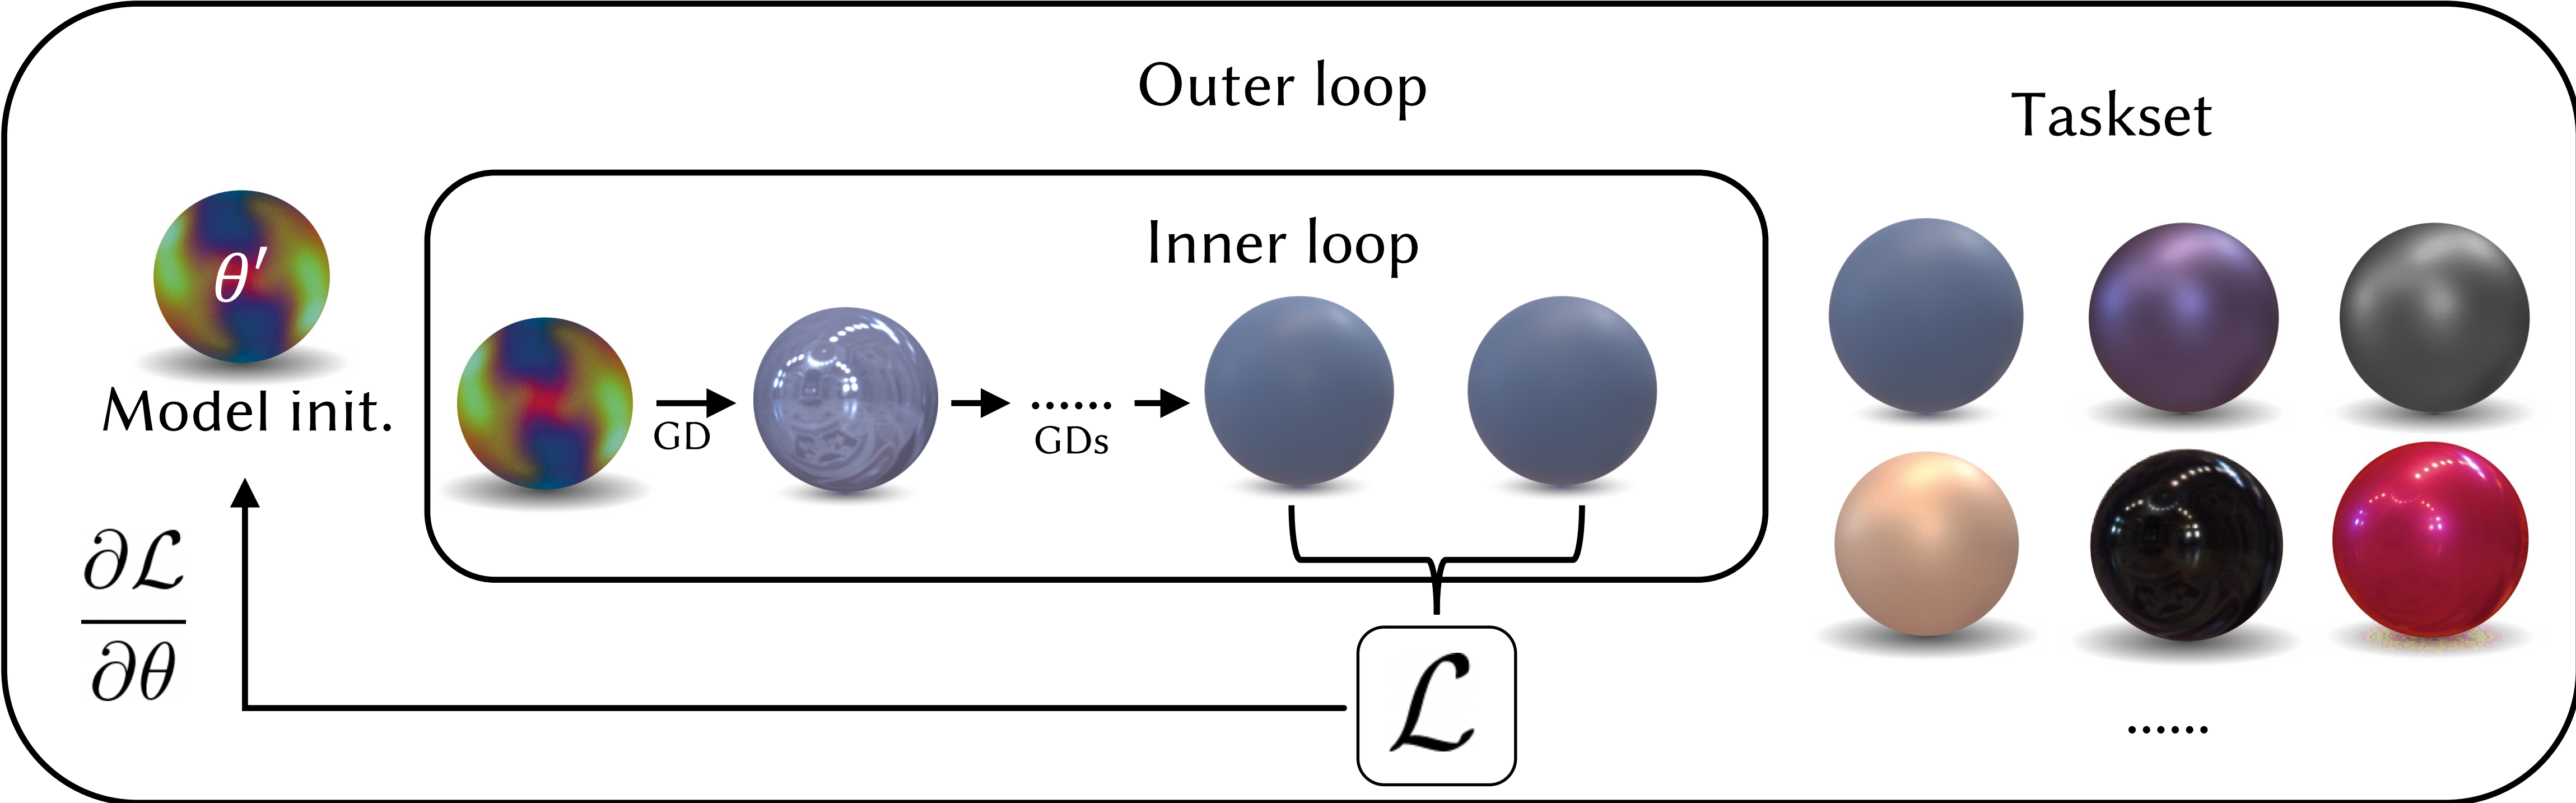 Outer loop
Taskset
Inner loop
θ′
Model init.
GD
......
GDs
∂ℒ
∂θ
ℒ
......